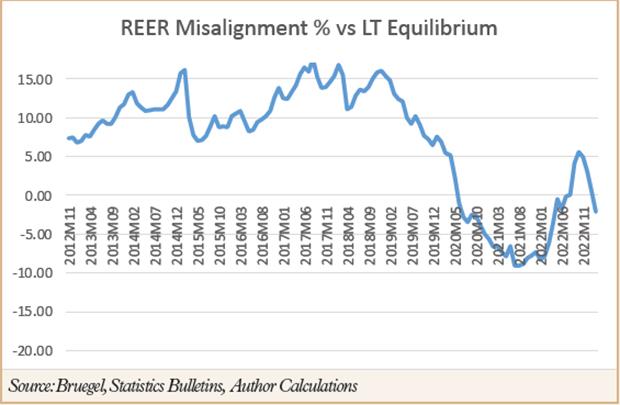 REER Misalignment % vs LT Equilibrium
15.00
10.00
5.00
0.00
-5.00
-10.00
-15.00
-20.00
2012M11
2013M04
2013M09
2014M02
2014M07
2014M12
2015M05
2015M10
2016M03
2016M08
2017M01
2017M06
2017M11
2018M04
2018M09
2019M02
2019M07
2019M12
2020M05
2020M10
2021M03
2021M08
2022M01
2022M06
2022M11
Source: Bruegel, Statistics Bulletins, Author Calculations